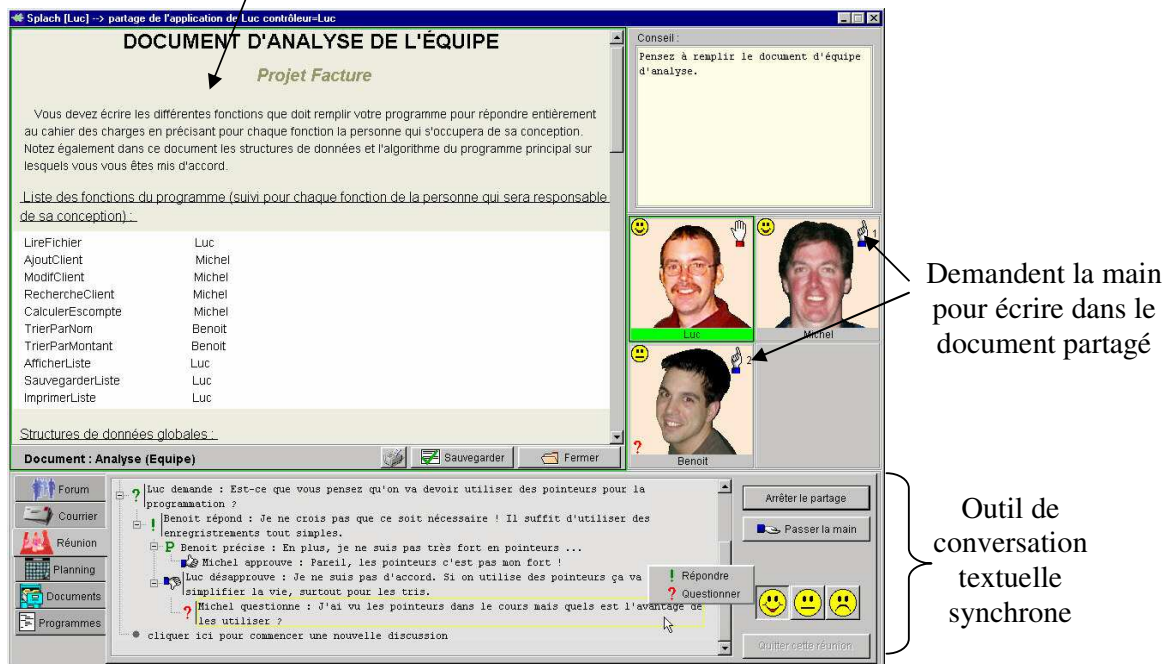 Splach [Luc] --> partage de l'application de Luc contrôleur=Luc
DOCUMENT D'ANALYSE DE L'ÉQUIPE
Projet Facture
Vous devez écrire les différentes fonctions que doit remplir votre programme pour répondre entièrement
au cahier des charges en précisant pour chaque fonction la personne qui s'occupera de sa conception.
Notez également dans ce document les structures de données et l'algorithme du programme principal sur
lesquels vous vous êtes mis d'accord.
Liste des fonctions du programme (suivi pour chaque fonction de la personne qui sera responsable
de sa conception) :
LireFichier Luc
AjoutClient Michel
ModifClient Michel
RechercheClient Michel
CalculerEscompte Michel
TrierParNom Benoit
TrierParMontant Benoit
AfficherListe Luc
SauvegarderListe Luc
ImprimerListe Luc
Structures de données globales :
Document : Analyse (Equipe)
Sauvegarder
Fermer
Conseil :
Pensez à remplir le document d'équipe
d'analyse.
Luc
1
Michel
2
?
Benoit
Demandent la main
pour écrire dans le
document partagé
Forum
Courrier
Réunion
Planning
Documents
Programmes
? Luc demande : Est-ce que vous pensez qu'on va devoir utiliser des pointeurs pour la
programmation ?
! Benoit répond : Je ne crois pas que ce soit nécessaire ! Il suffit d'utiliser des
enregristrements tout simples.
P Benoit précise : En plus, je ne suis pas très fort en pointeurs ...
Michel approuve : Pareil, les pointeurs c'est pas mon fort !
Luc désapprouve : Je ne suis pas d'accord. Si on utilise des pointeurs ça va
simplifier la vie, surtout pour les tris.
? Michel questionne : J'ai vu les pointeurs dans le cours mais quels est l'avantage de
les utiliser ?
cliquer ici pour commencer une nouvelle discussion
! Répondre
? Questionner
Arrêter le partage
Passer la main
Quitter cette réunion
Outil de
conversation
textuelle
synchrone